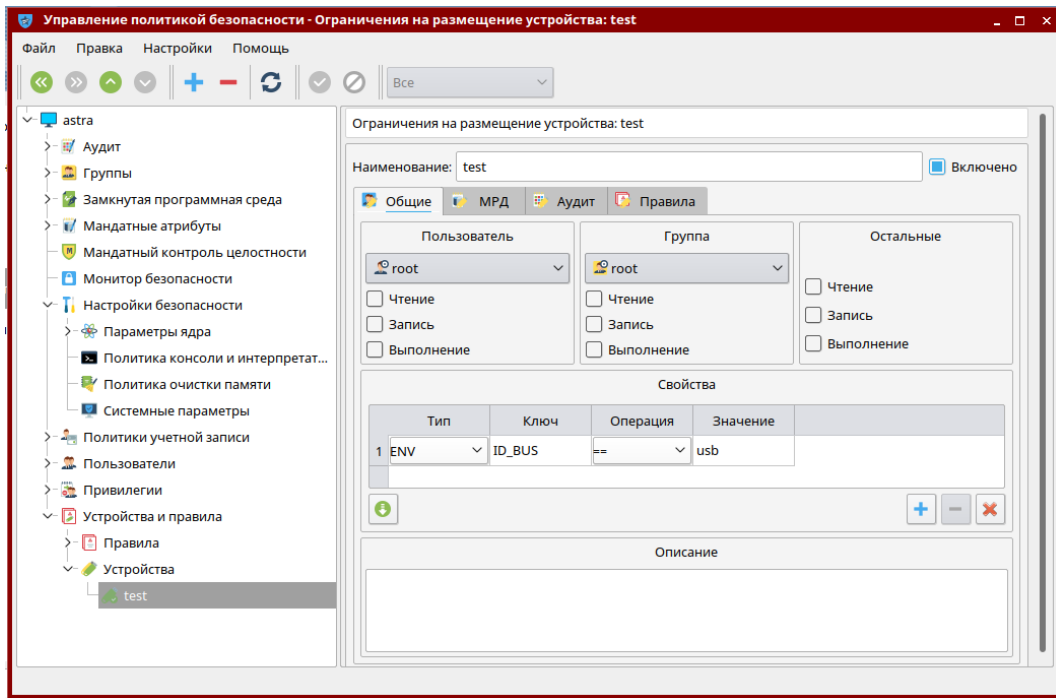 Управление политикой безопасности - Ограничения на размещение устройства: test
Файл Правка Настройки Помощь
Все
astra
Аудит
Группы
Замкнутая программная среда
Мандатные атрибуты
Мандатный контроль целостности
Монитор безопасности
Настройки безопасности
Параметры ядра
Политика консоли и интерпретат...
Политика очистки памяти
Системные параметры
Политики учетной записи
Пользователи
Привилегии
Устройства и правила
Правила
Устройства
test
Ограничения на размещение устройства: test
Наименование: test Включено
Общие МРД Аудит Правила
Пользователь
root
Чтение
Запись
Выполнение
Группа
root
Чтение
Запись
Выполнение
Остальные
Чтение
Запись
Выполнение
Свойства
Тип Ключ Операция Значение
1 ENV ID_BUS == usb
Описание